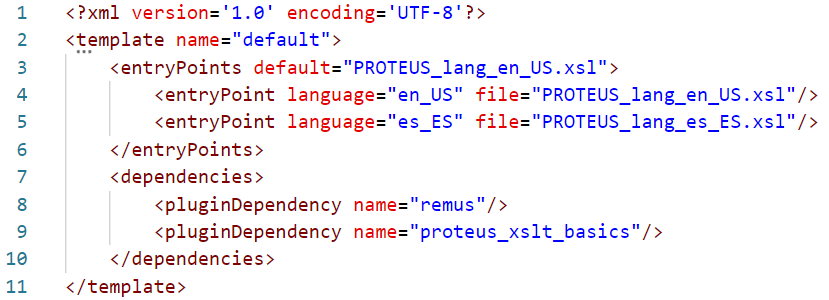 1 <?xml version='1.0' encoding='UTF-8'?>
2 <template name="default">
3     <entryPoints default="PROTEUS_lang_en_US.xsl">
4         <entryPoint language="en_US" file="PROTEUS_lang_en_US.xsl"/>
5         <entryPoint language="es_ES" file="PROTEUS_lang_es_ES.xsl"/>
6     </entryPoints>
7     <dependencies>
8         <pluginDependency name="remus"/>
9         <pluginDependency name="proteus_xslt_basics"/>
10     </dependencies>
11 </template>